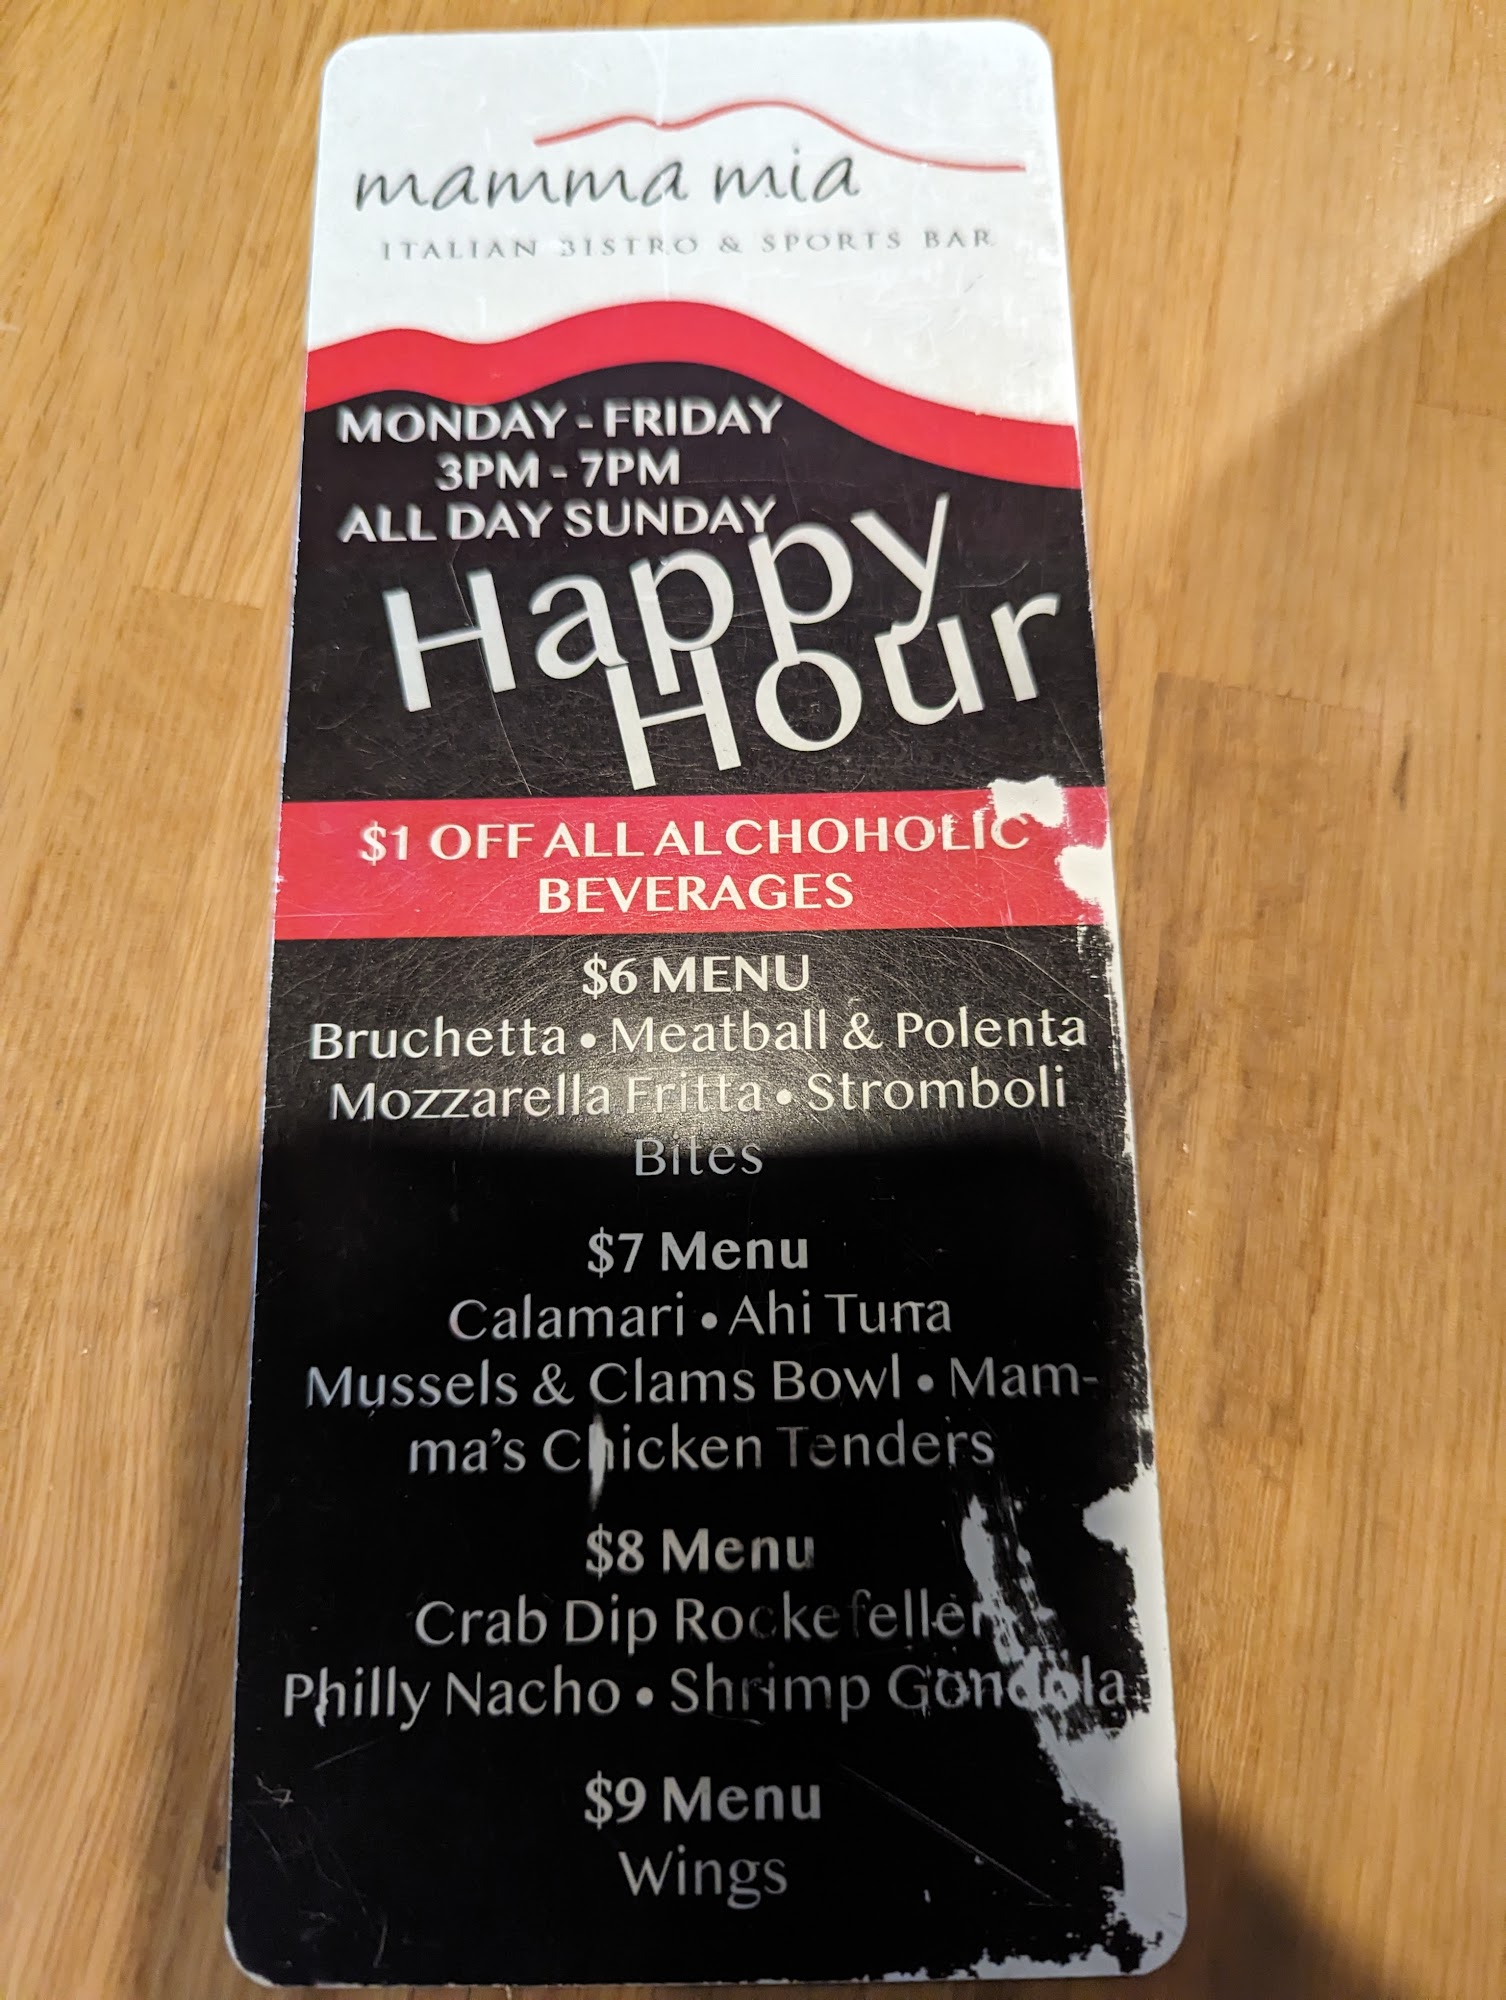 mamma mia
ITALIAN BISTRO & SPORTS BAR
MONDAY - FRIDAY
3PM - 7PM
ALL DAY SUNDAY
Happy
Hour
$1 OFF ALL ALCHOHOLIC
BEVERAGES
$6 MENU
Bruchetta • Meatball & Polenta
Mozzarella Fritta • Stromboli
Bites
$7 Menu
Calamari • Ahi Tuna
Mussels & Clams Bowl • Mam-
ma's Chicken Tenders
$8 Menu
Crab Dip Rockefeller
Philly Nacho • Shrimp Gondola
$9 Menu
Wings